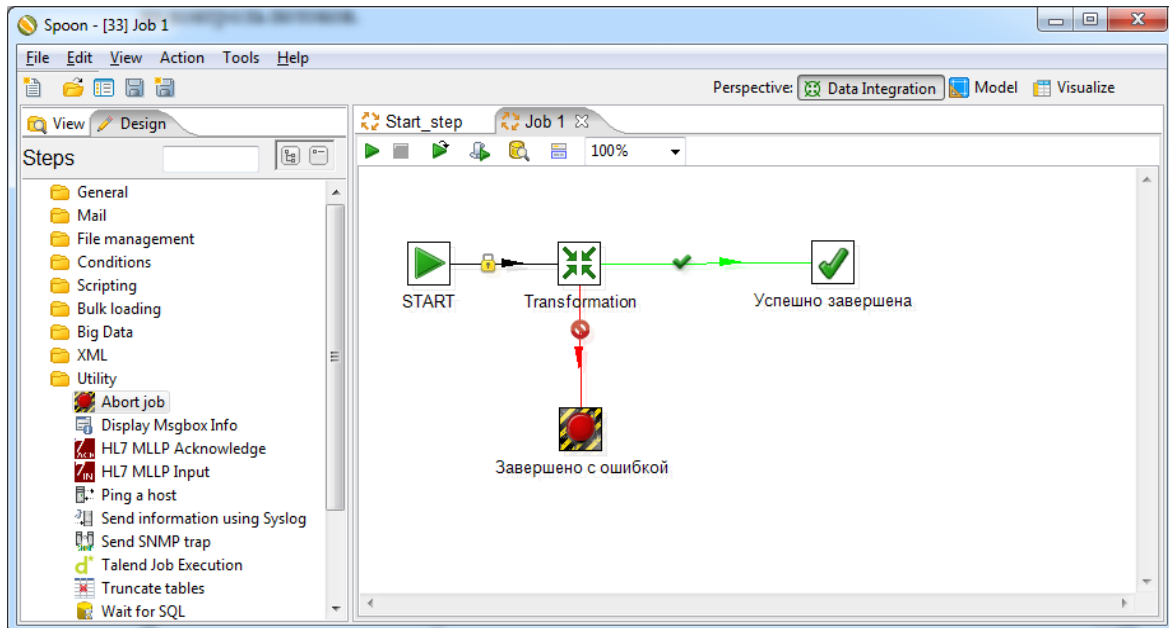 Spoon - [33] Job 1
File Edit View Action Tools Help
Perspective: Data Integration Model Visualize
View Design
Start_step Job 1
Steps
100%
General
Mail
File management
Conditions
Scripting
Bulk loading
Big Data
XML
Utility
Abort job
Display Msgbox Info
HL7 MLLP Acknowledge
HL7 MLLP Input
Ping a host
Send information using Syslog
Send SNMP trap
Talend Job Execution
Truncate tables
Wait for SQL
START Transformation Успешно завершена
Завершено с ошибкой